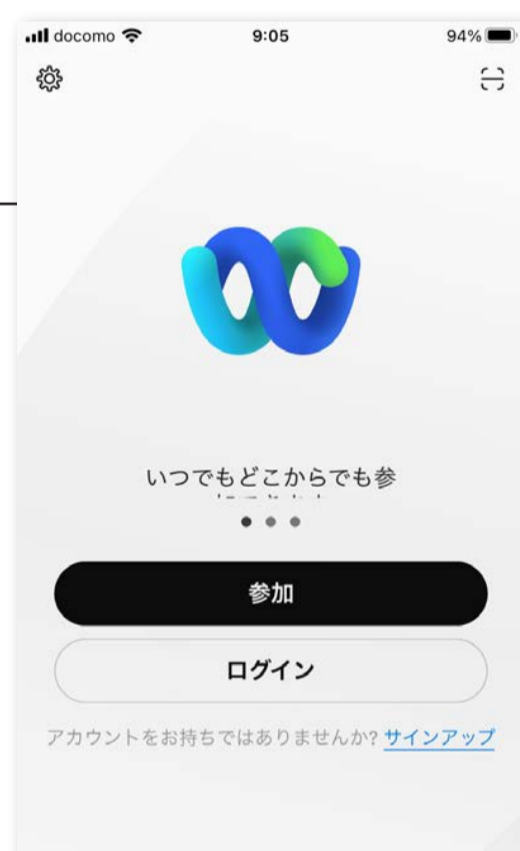 docomo 9:05 94%
いつでもどこからでも参
参加
ログイン
アカウントをお持ちではありませんか? サインアップ